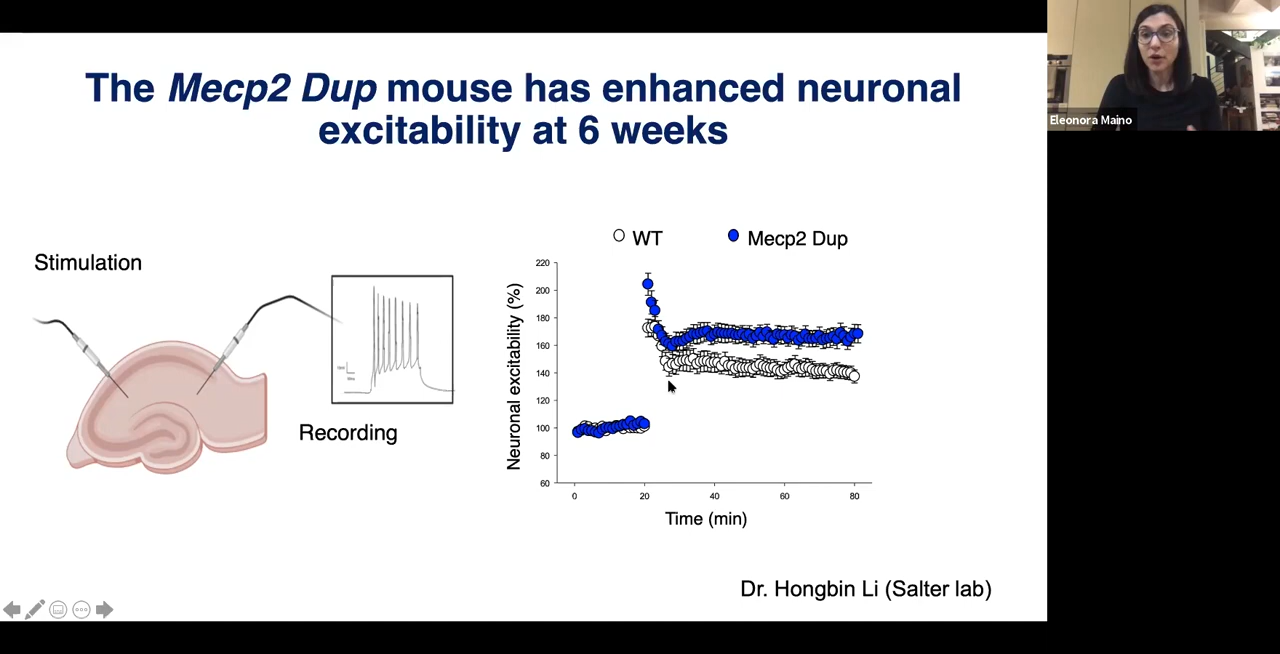 The Mecp2 Dup mouse has enhanced neuronal
excitability at 6 weeks
Eleonora Maino
Stimulation
Recording
WT
Mecp2 Dup
Neuronal excitability (%)
220
200
180
160
140
120
100
80
60
0
20
40
60
80
Time (min)
Dr. Hongbin Li (Salter lab)